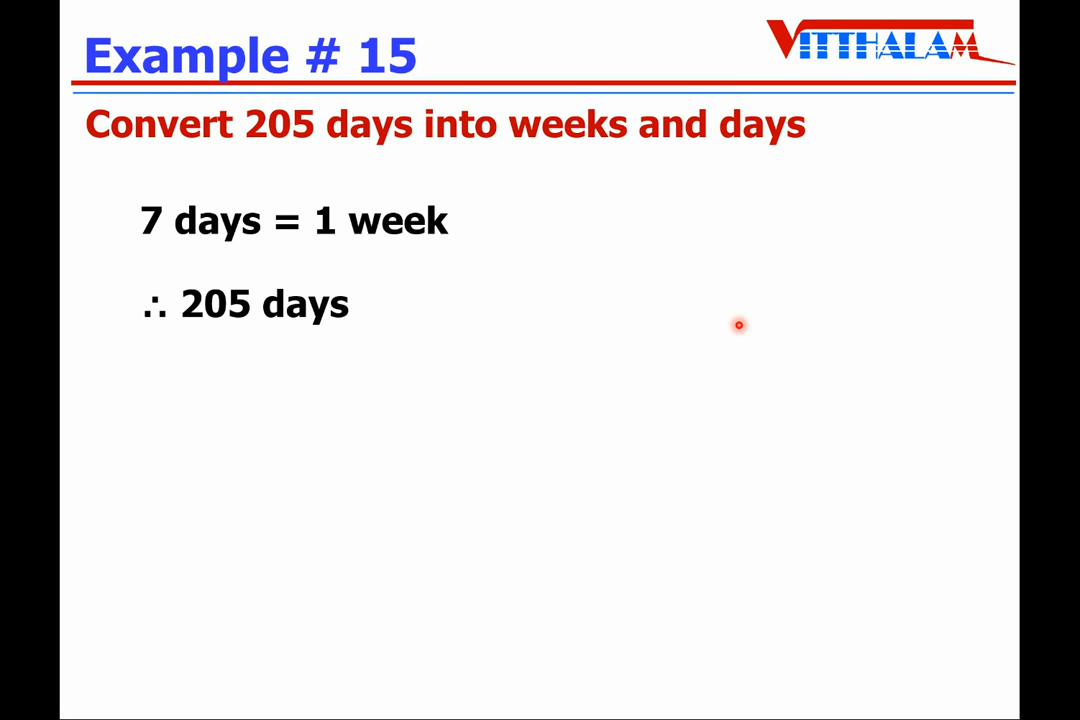 Example # 15
VITTHALAM
Convert 205 days into weeks and days
7 days = 1 week
∴ 205 days